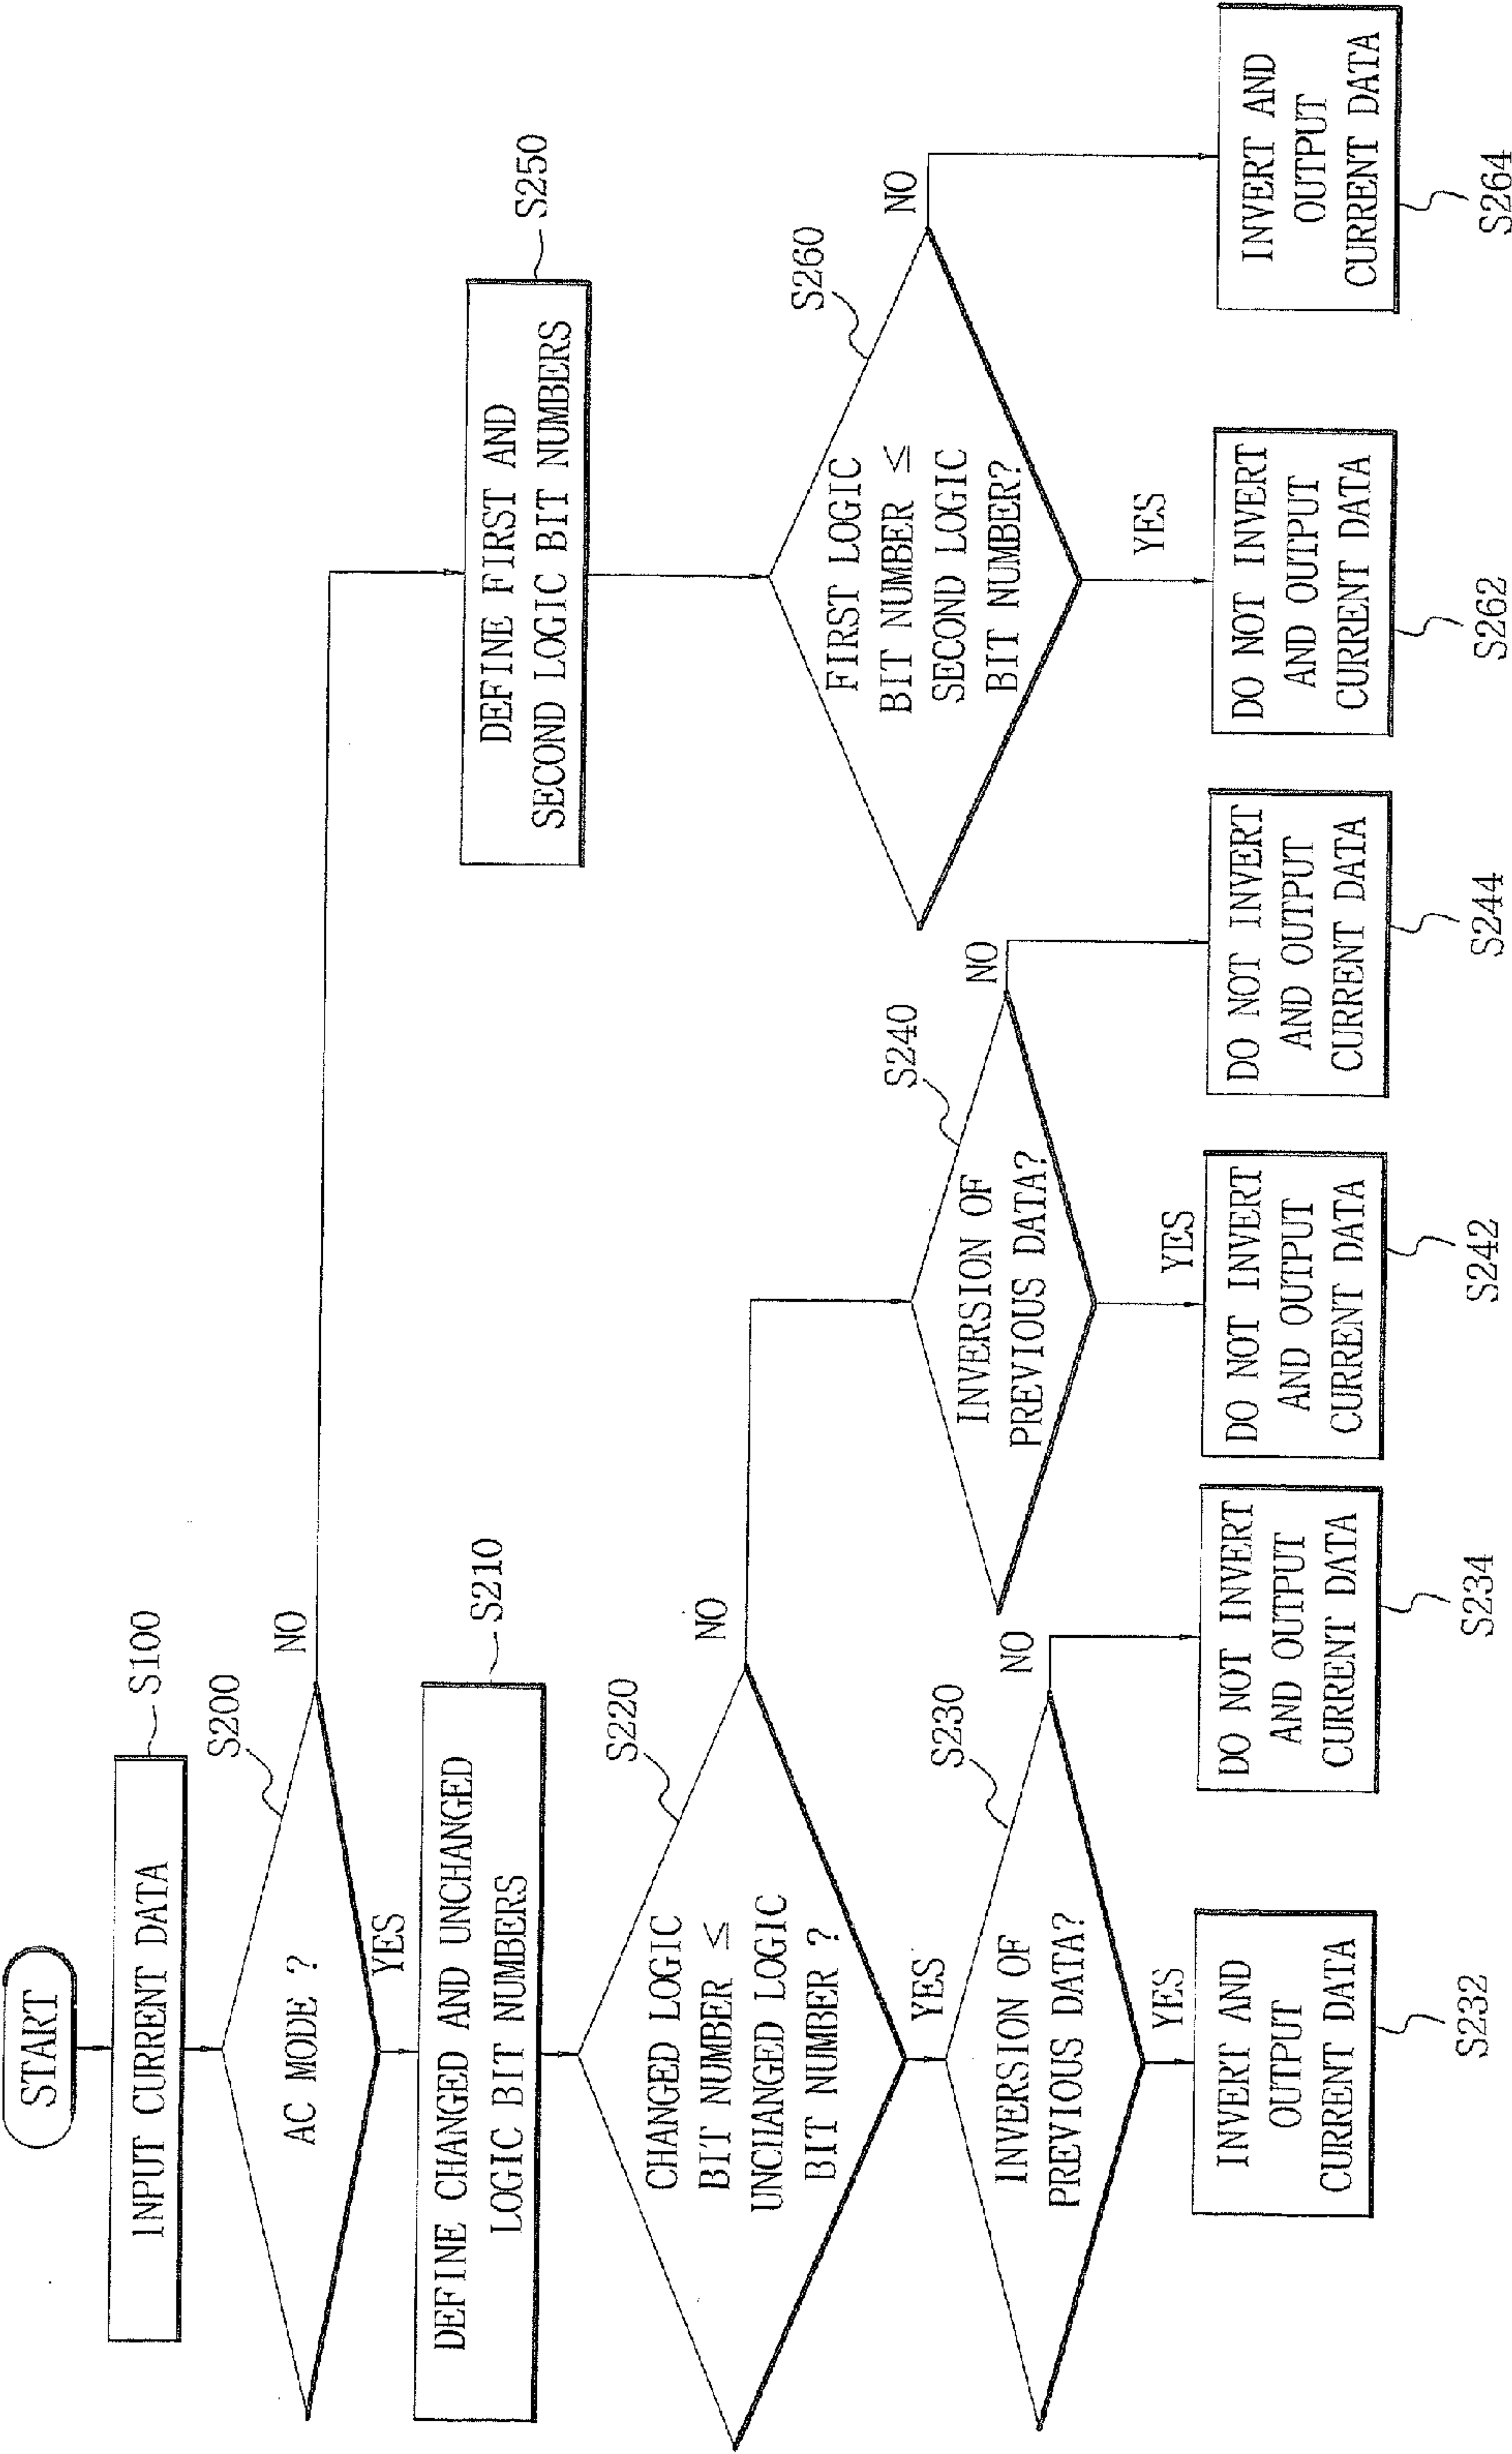 START
INPUT CURRENT DATA
S100
AC MODE ?
S200
NO
YES
DEFINE CHANGED AND UNCHANGED
LOGIC BIT NUMBERS
S210
CHANGED LOGIC
BIT NUMBER ≤
UNCHANGED LOGIC
BIT NUMBER ?
S220
NO
YES
INVERSION OF
PREVIOUS DATA?
S230
NO
YES
INVERT AND
OUTPUT
CURRENT DATA
S232
DO NOT INVERT
AND OUTPUT
CURRENT DATA
S234
INVERSION OF
PREVIOUS DATA?
S240
NO
YES
DO NOT INVERT
AND OUTPUT
CURRENT DATA
S242
DO NOT INVERT
AND OUTPUT
CURRENT DATA
S244
DEFINE FIRST AND
SECOND LOGIC BIT NUMBERS
S250
FIRST LOGIC
BIT NUMBER ≤
SECOND LOGIC
BIT NUMBER?
S260
NO
YES
DO NOT INVERT
AND OUTPUT
CURRENT DATA
S262
INVERT AND
OUTPUT
CURRENT DATA
S264